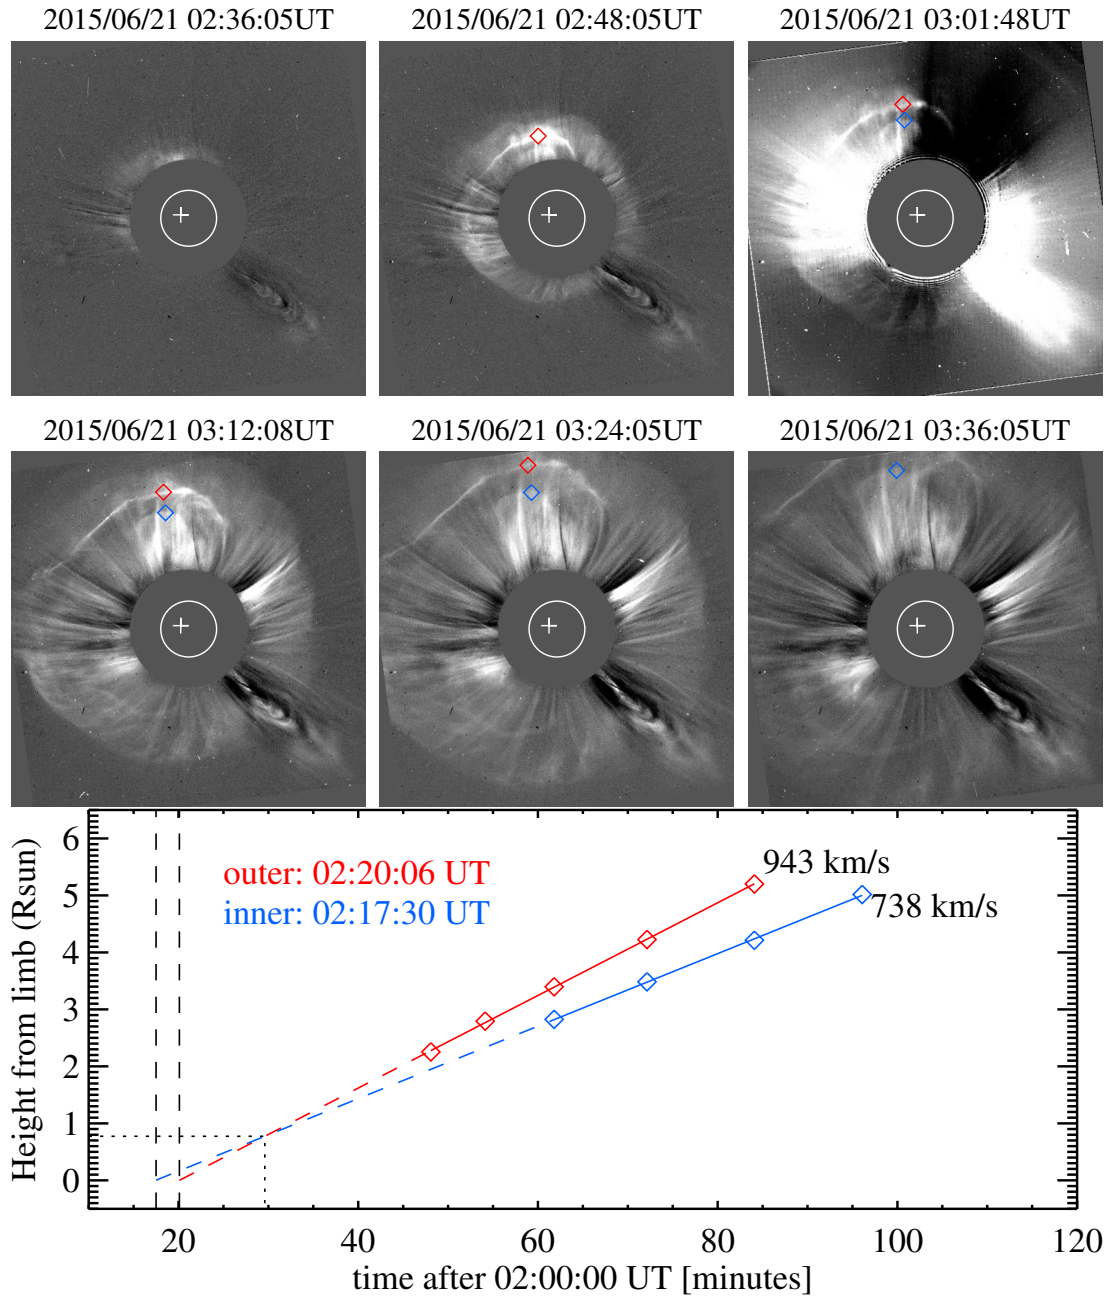 2015/06/21 02:36:05UT
2015/06/21 02:48:05UT
2015/06/21 03:01:48UT
2015/06/21 03:12:08UT
2015/06/21 03:24:05UT
2015/06/21 03:36:05UT
6
5
4
3
2
1
0
Height from limb (Rsun)
outer: 02:20:06 UT
inner: 02:17:30 UT
943 km/s
738 km/s
20
40
60
80
100
120
time after 02:00:00 UT [minutes]